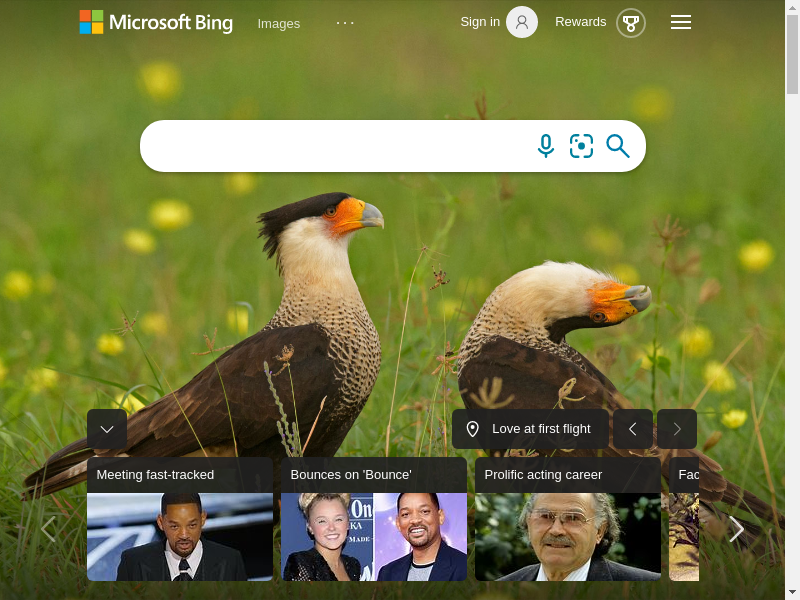 Microsoft Bing
Images
Sign in
Rewards
Love at first flight
Meeting fast-tracked
Bounces on 'Bounce'
Prolific acting career
Fac
On
KA
MADE